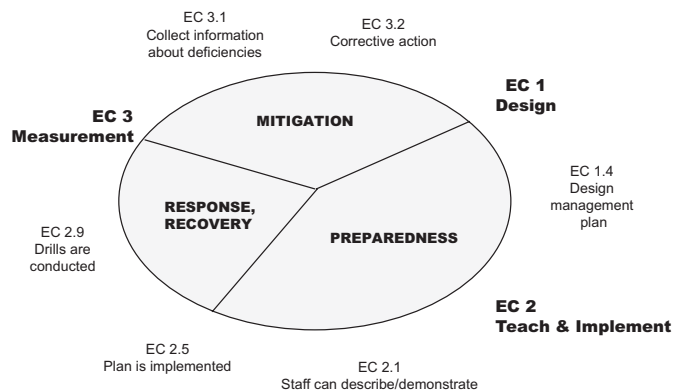 EC 3.1
Collect information
about deficiencies
EC 3.2
Corrective action
EC 1
Design
EC 3
Measurement
MITIGATION
EC 1.4
Design
management
plan
RESPONSE,
RECOVERY
PREPAREDNESS
EC 2.9
Drills are
conducted
EC 2
Teach & Implement
EC 2.5
Plan is implemented
EC 2.1
Staff can describe/demonstrate